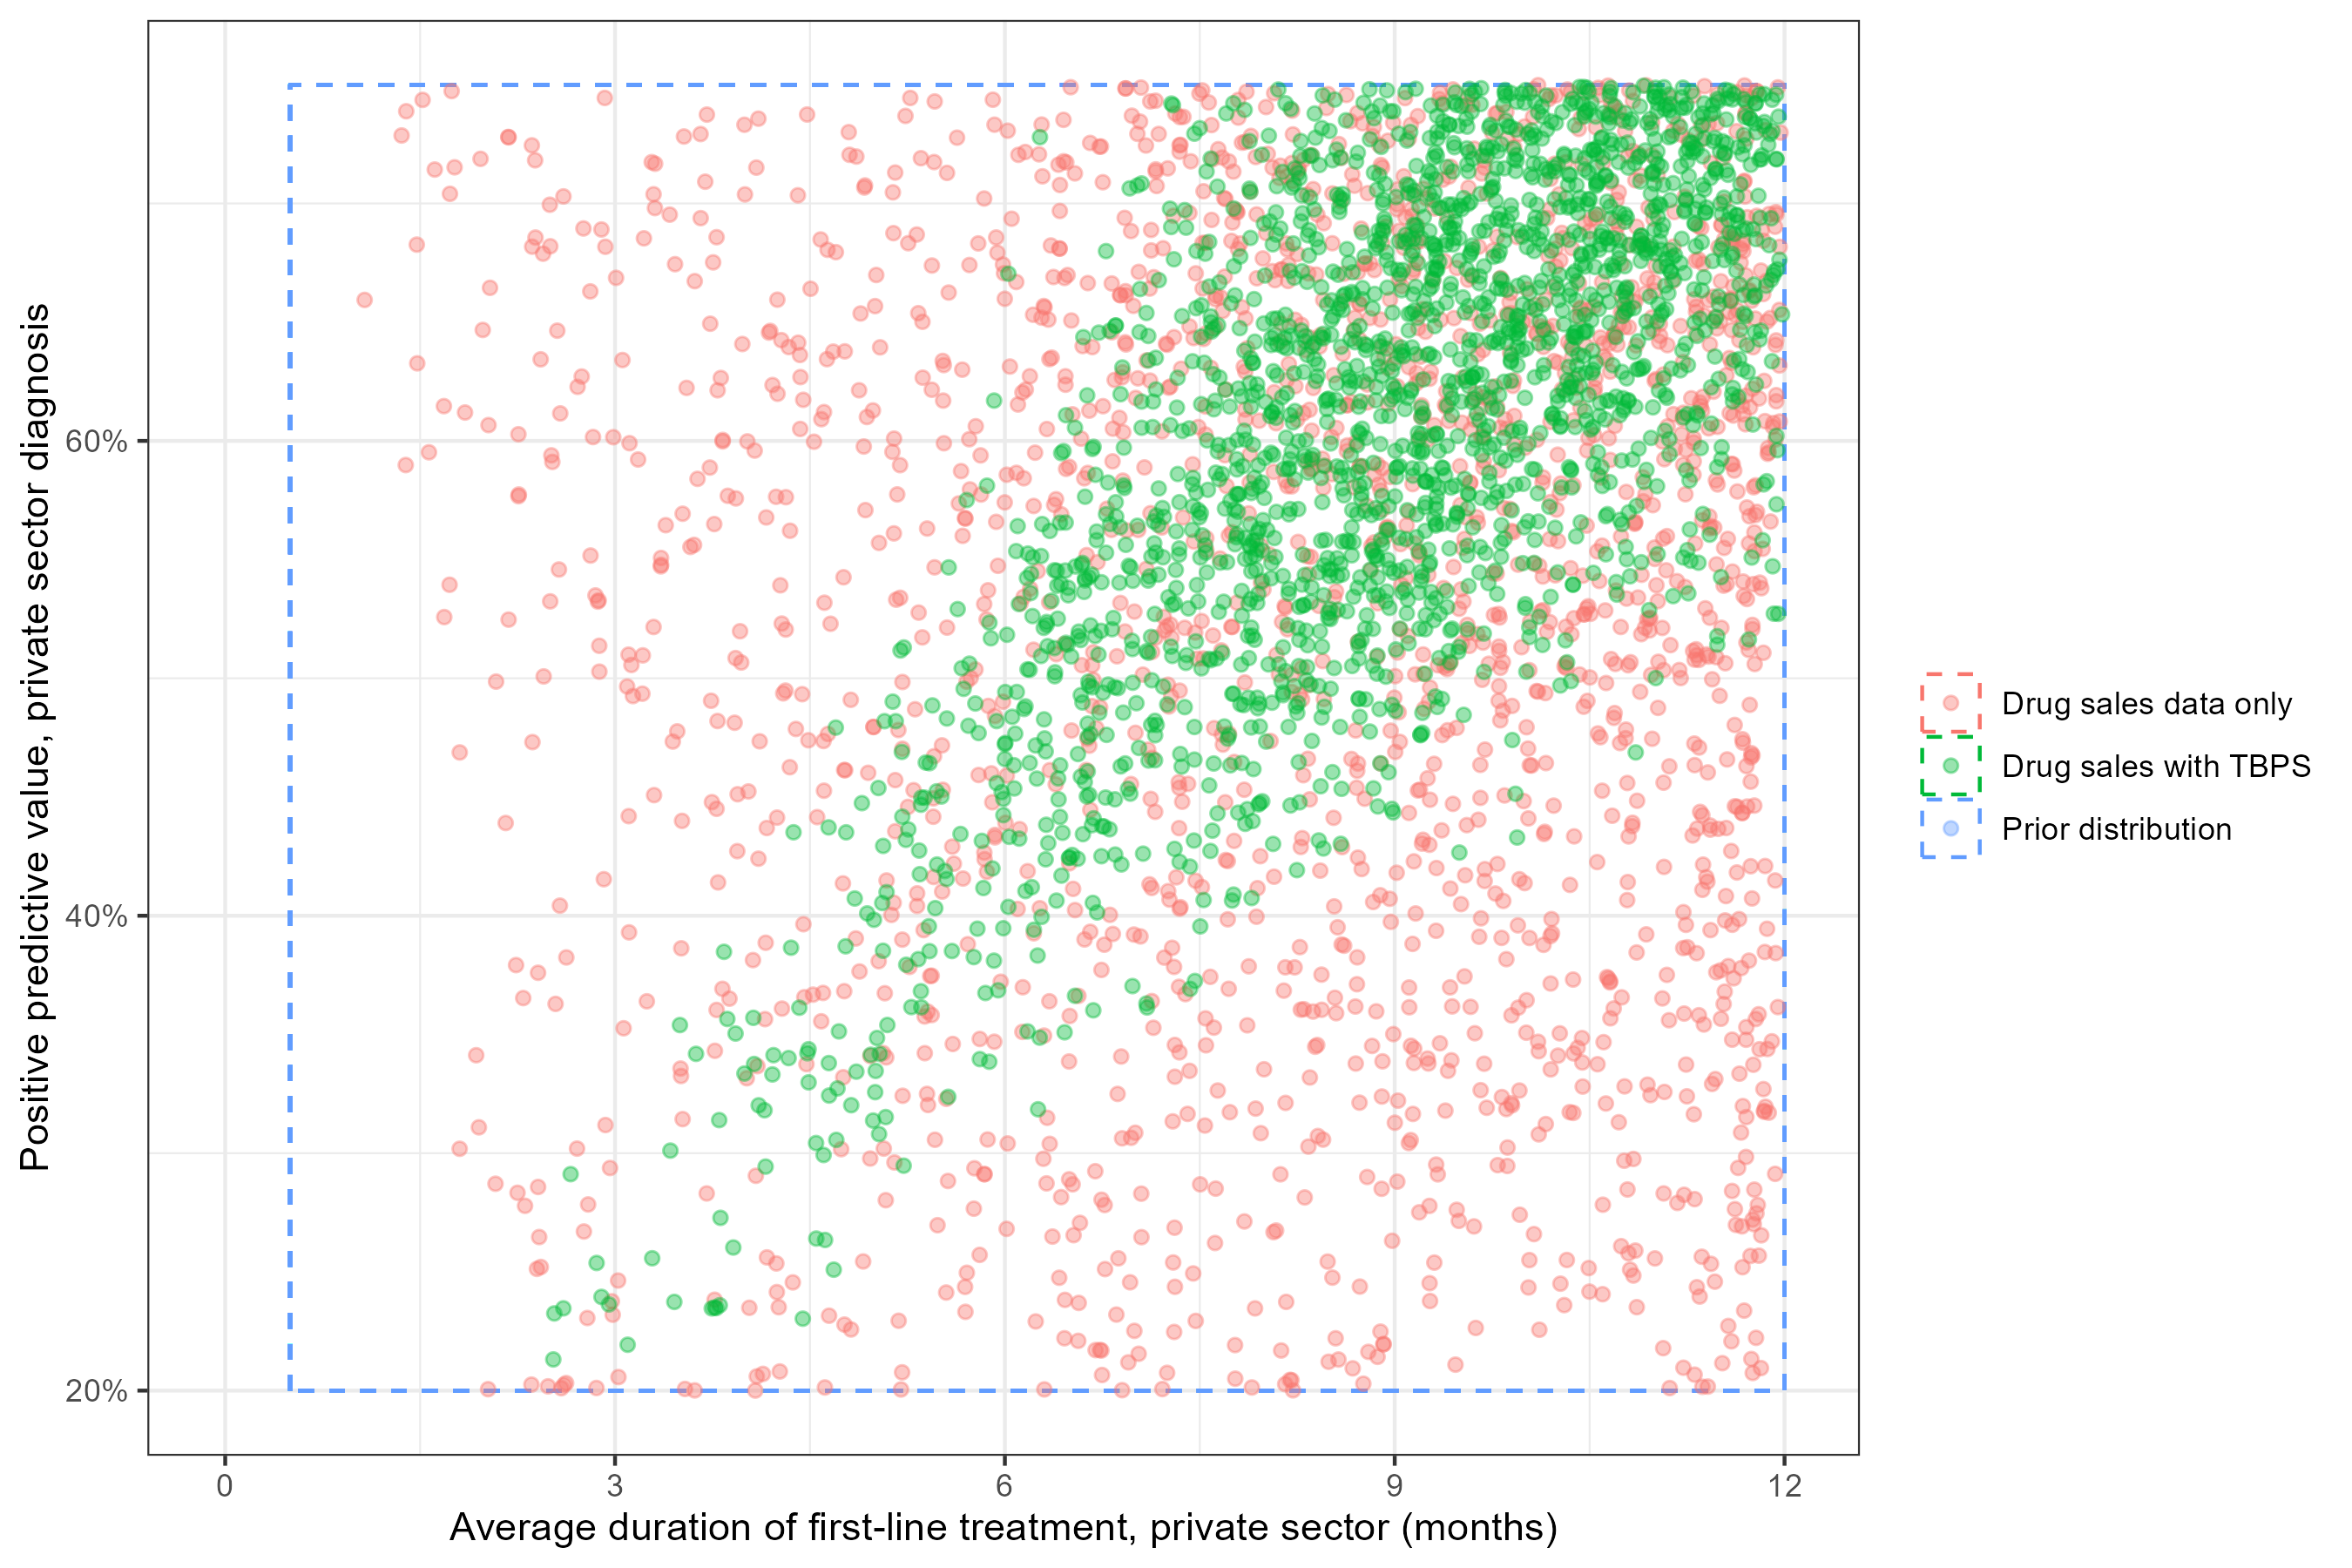 Positive predictive value, private sector diagnosis
60%
40%
20%
0
3
6
9
12
Average duration of first-line treatment, private sector (months)
Drug sales data only
Drug sales with TBPS
Prior distribution